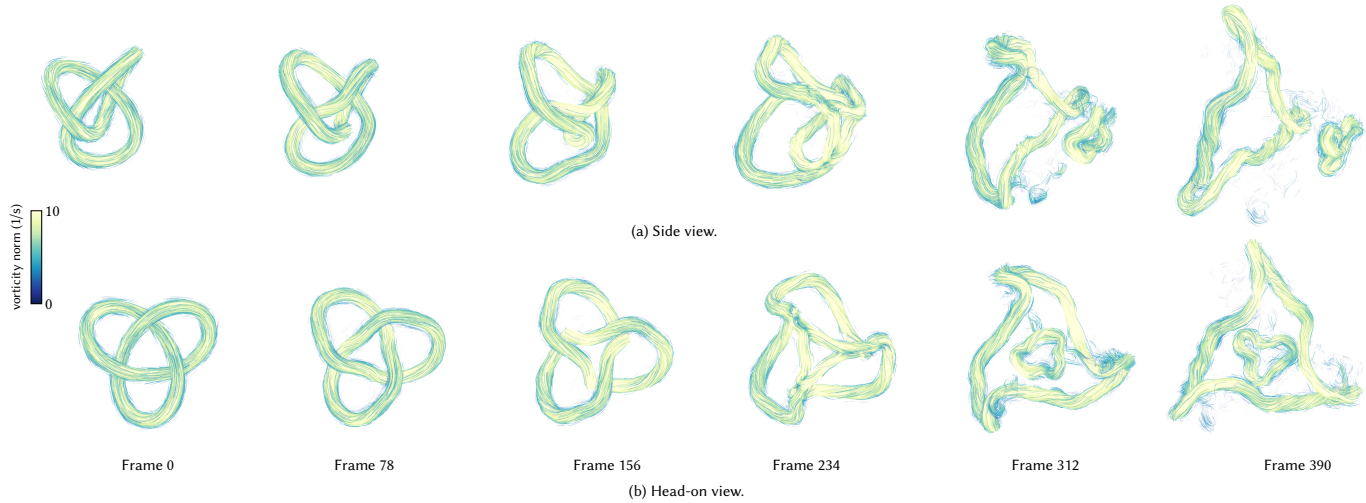 (a) Side view.
vorticity norm (1/s)
10
0
Frame 0
Frame 78
Frame 156
Frame 234
Frame 312
Frame 390
(b) Head-on view.